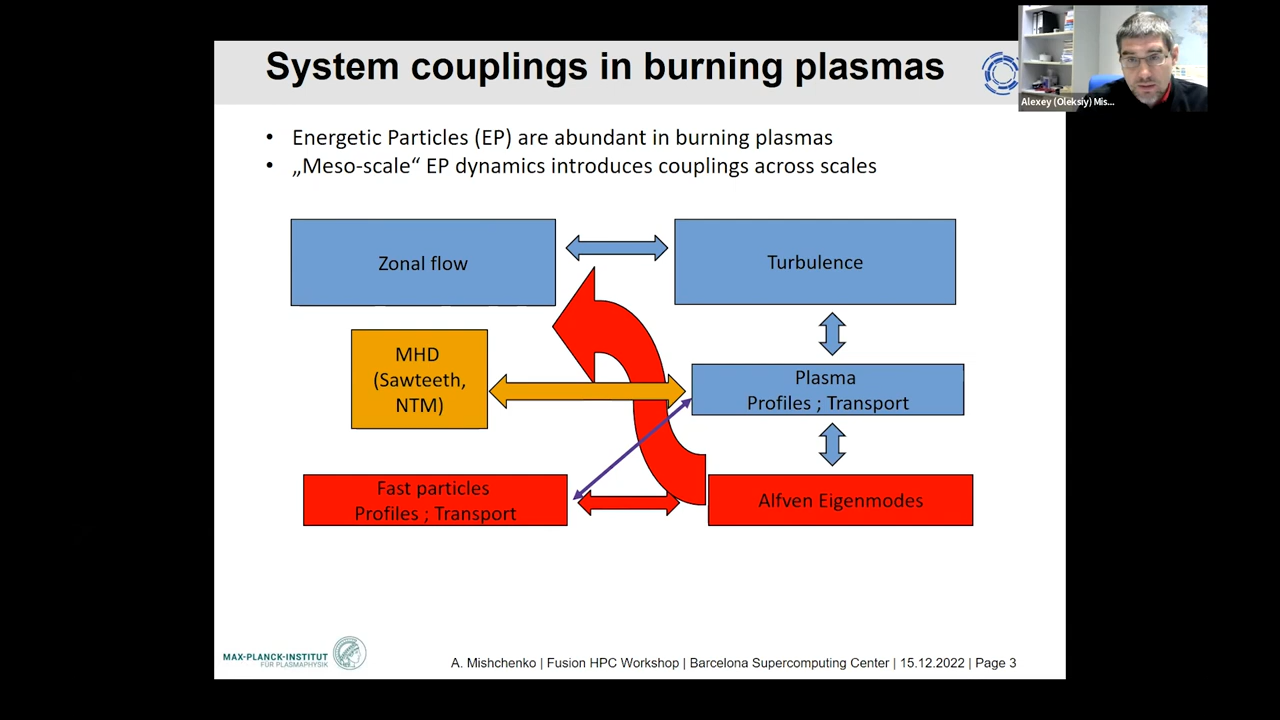 System couplings in burning plasmas
Alexey (Oleksiy) Mis...
• Energetic Particles (EP) are abundant in burning plasmas
• „Meso-scale“ EP dynamics introduces couplings across scales
Zonal flow
Turbulence
MHD
(Sawteeth,
NTM)
Plasma
Profiles ; Transport
Fast particles
Profiles ; Transport
Alfven Eigenmodes
MAX-PLANCK-INSTITUT
FÜR PLASMAPHYSIK
A. Mishchenko | Fusion HPC Workshop | Barcelona Supercomputing Center | 15.12.2022 | Page 3